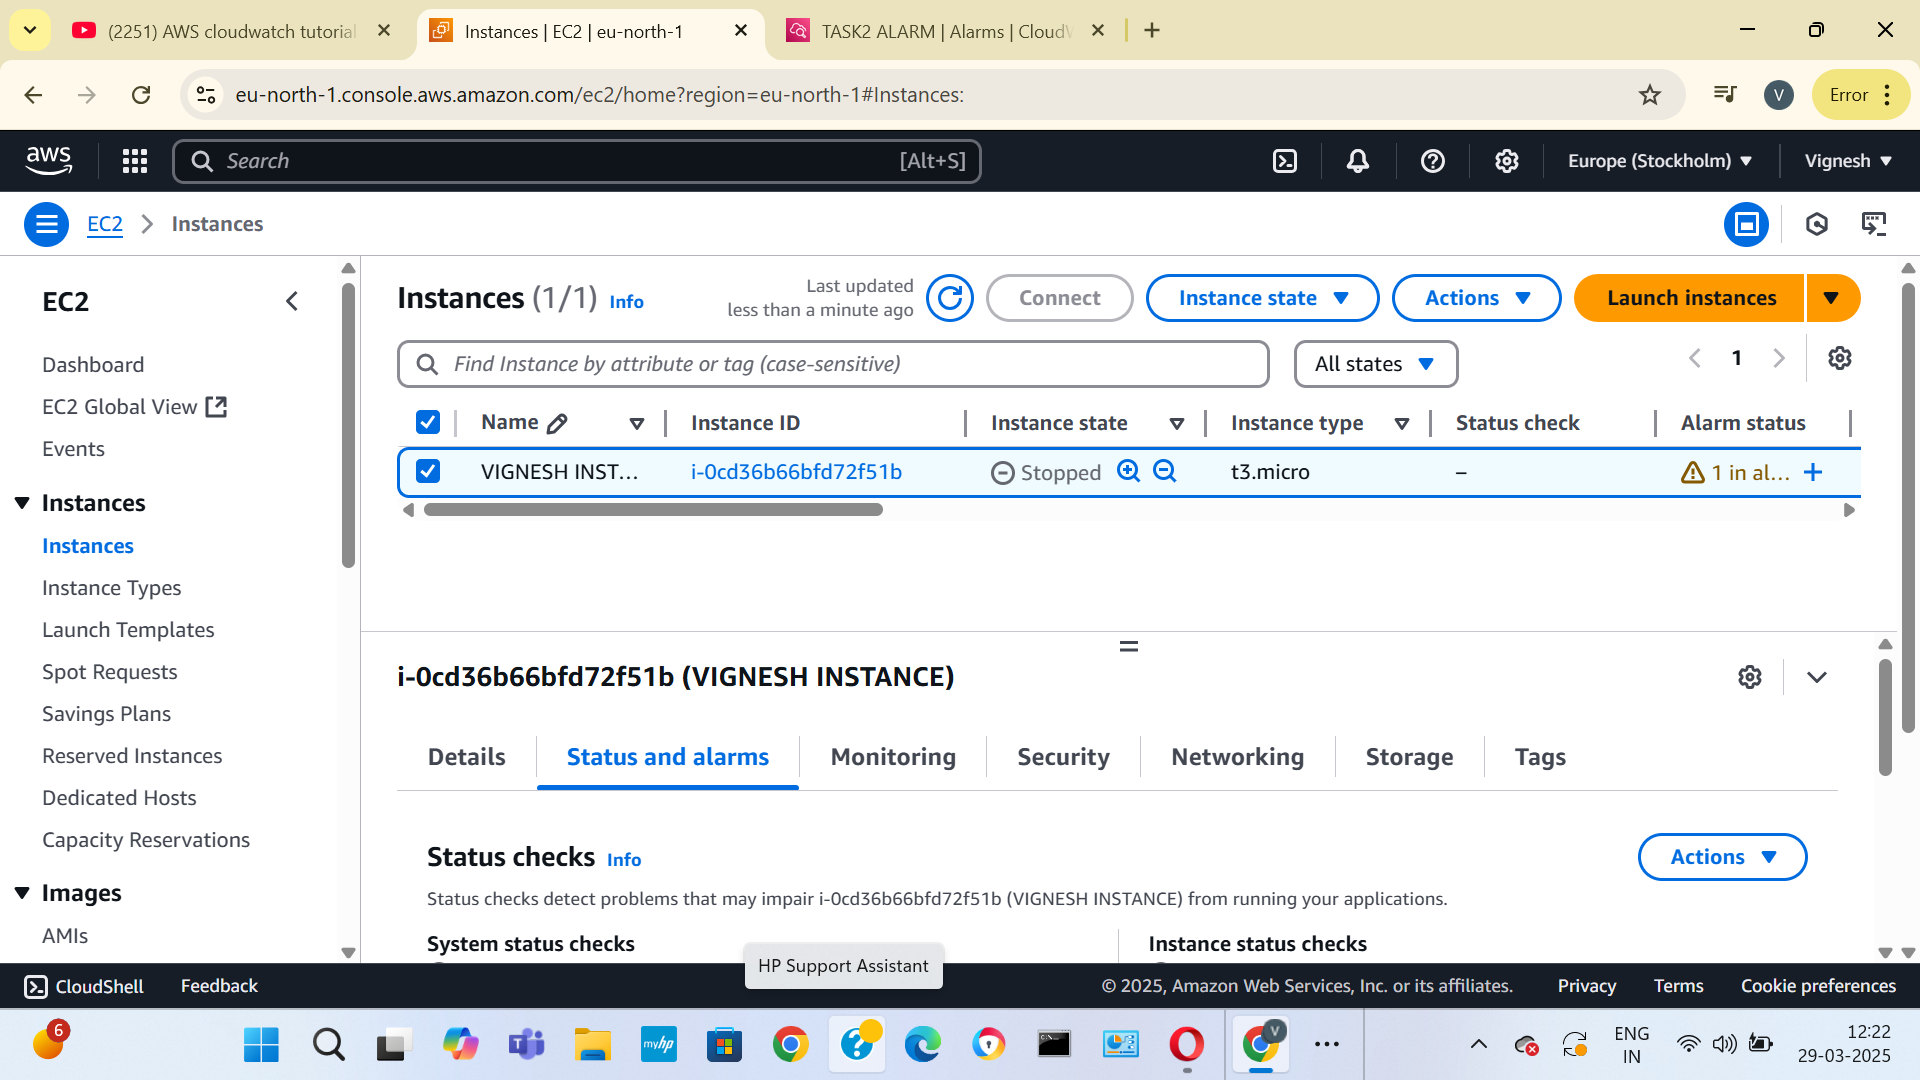 (2251) AWS cloudwatch tutorial
Instances | EC2 | eu-north-1
TASK2 ALARM | Alarms | CloudW
eu-north-1.console.aws.amazon.com/ec2/home?region=eu-north-1#Instances:
V
Error
aws
Search
[Alt+S]
Europe (Stockholm)
Vignesh
EC2
Instances
EC2
Dashboard
EC2 Global View
Events
Instances
Instances
Instance Types
Launch Templates
Spot Requests
Savings Plans
Reserved Instances
Dedicated Hosts
Capacity Reservations
Images
AMIs
Instances (1/1) Info
Last updated
less than a minute ago
Connect
Instance state
Actions
Launch instances
Find Instance by attribute or tag (case-sensitive)
All states
1
Name
Instance ID
Instance state
Instance type
Status check
Alarm status
VIGNESH INST...
i-0cd36b66bfd72f51b
Stopped
t3.micro
–
1 in al...
i-0cd36b66bfd72f51b (VIGNESH INSTANCE)
Details
Status and alarms
Monitoring
Security
Networking
Storage
Tags
Status checks Info
Actions
Status checks detect problems that may impair i-0cd36b66bfd72f51b (VIGNESH INSTANCE) from running your applications.
System status checks
Instance status checks
HP Support Assistant
CloudShell
Feedback
© 2025, Amazon Web Services, Inc. or its affiliates.
Privacy
Terms
Cookie preferences
6
myhp
V
ENG
IN
12:22
29-03-2025